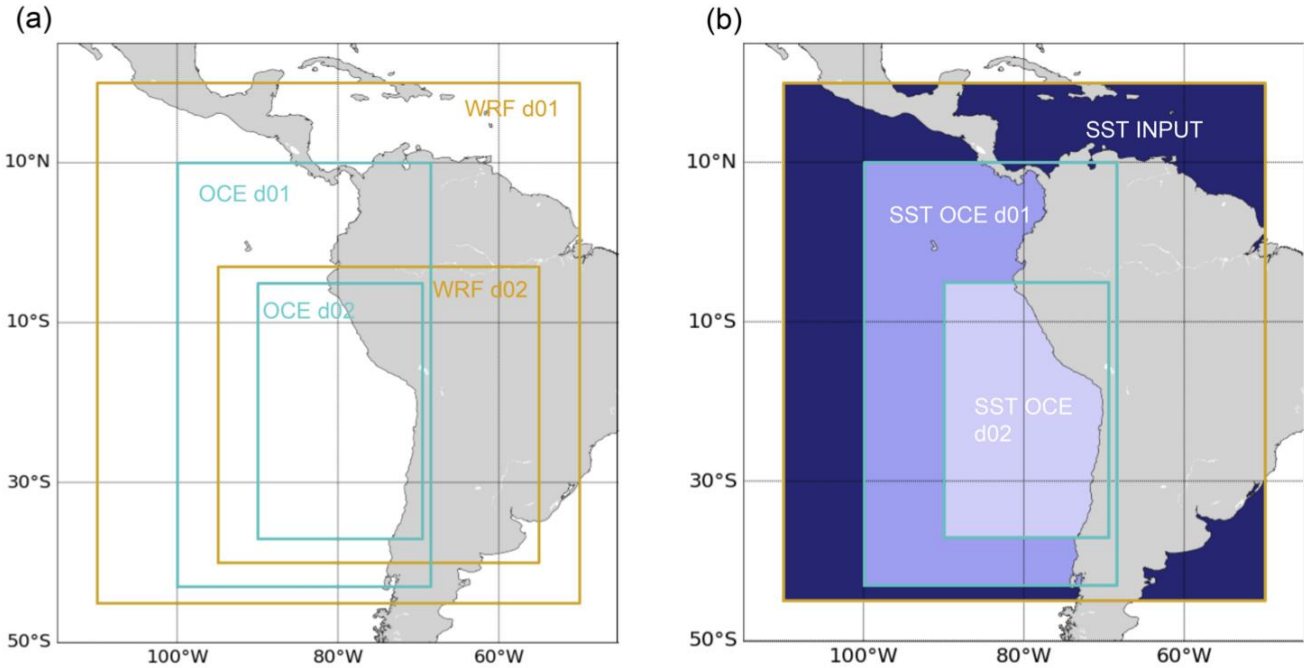 (a)
WRF d01
10°N
OCE d01
WRF d02
OCE d02
10°S
30°S
50°S
100°W 80°W 60°W
(b)
SST INPUT
10°N
SST OCE d01
10°S
SST OCE
d02
30°S
50°S
100°W 80°W 60°W